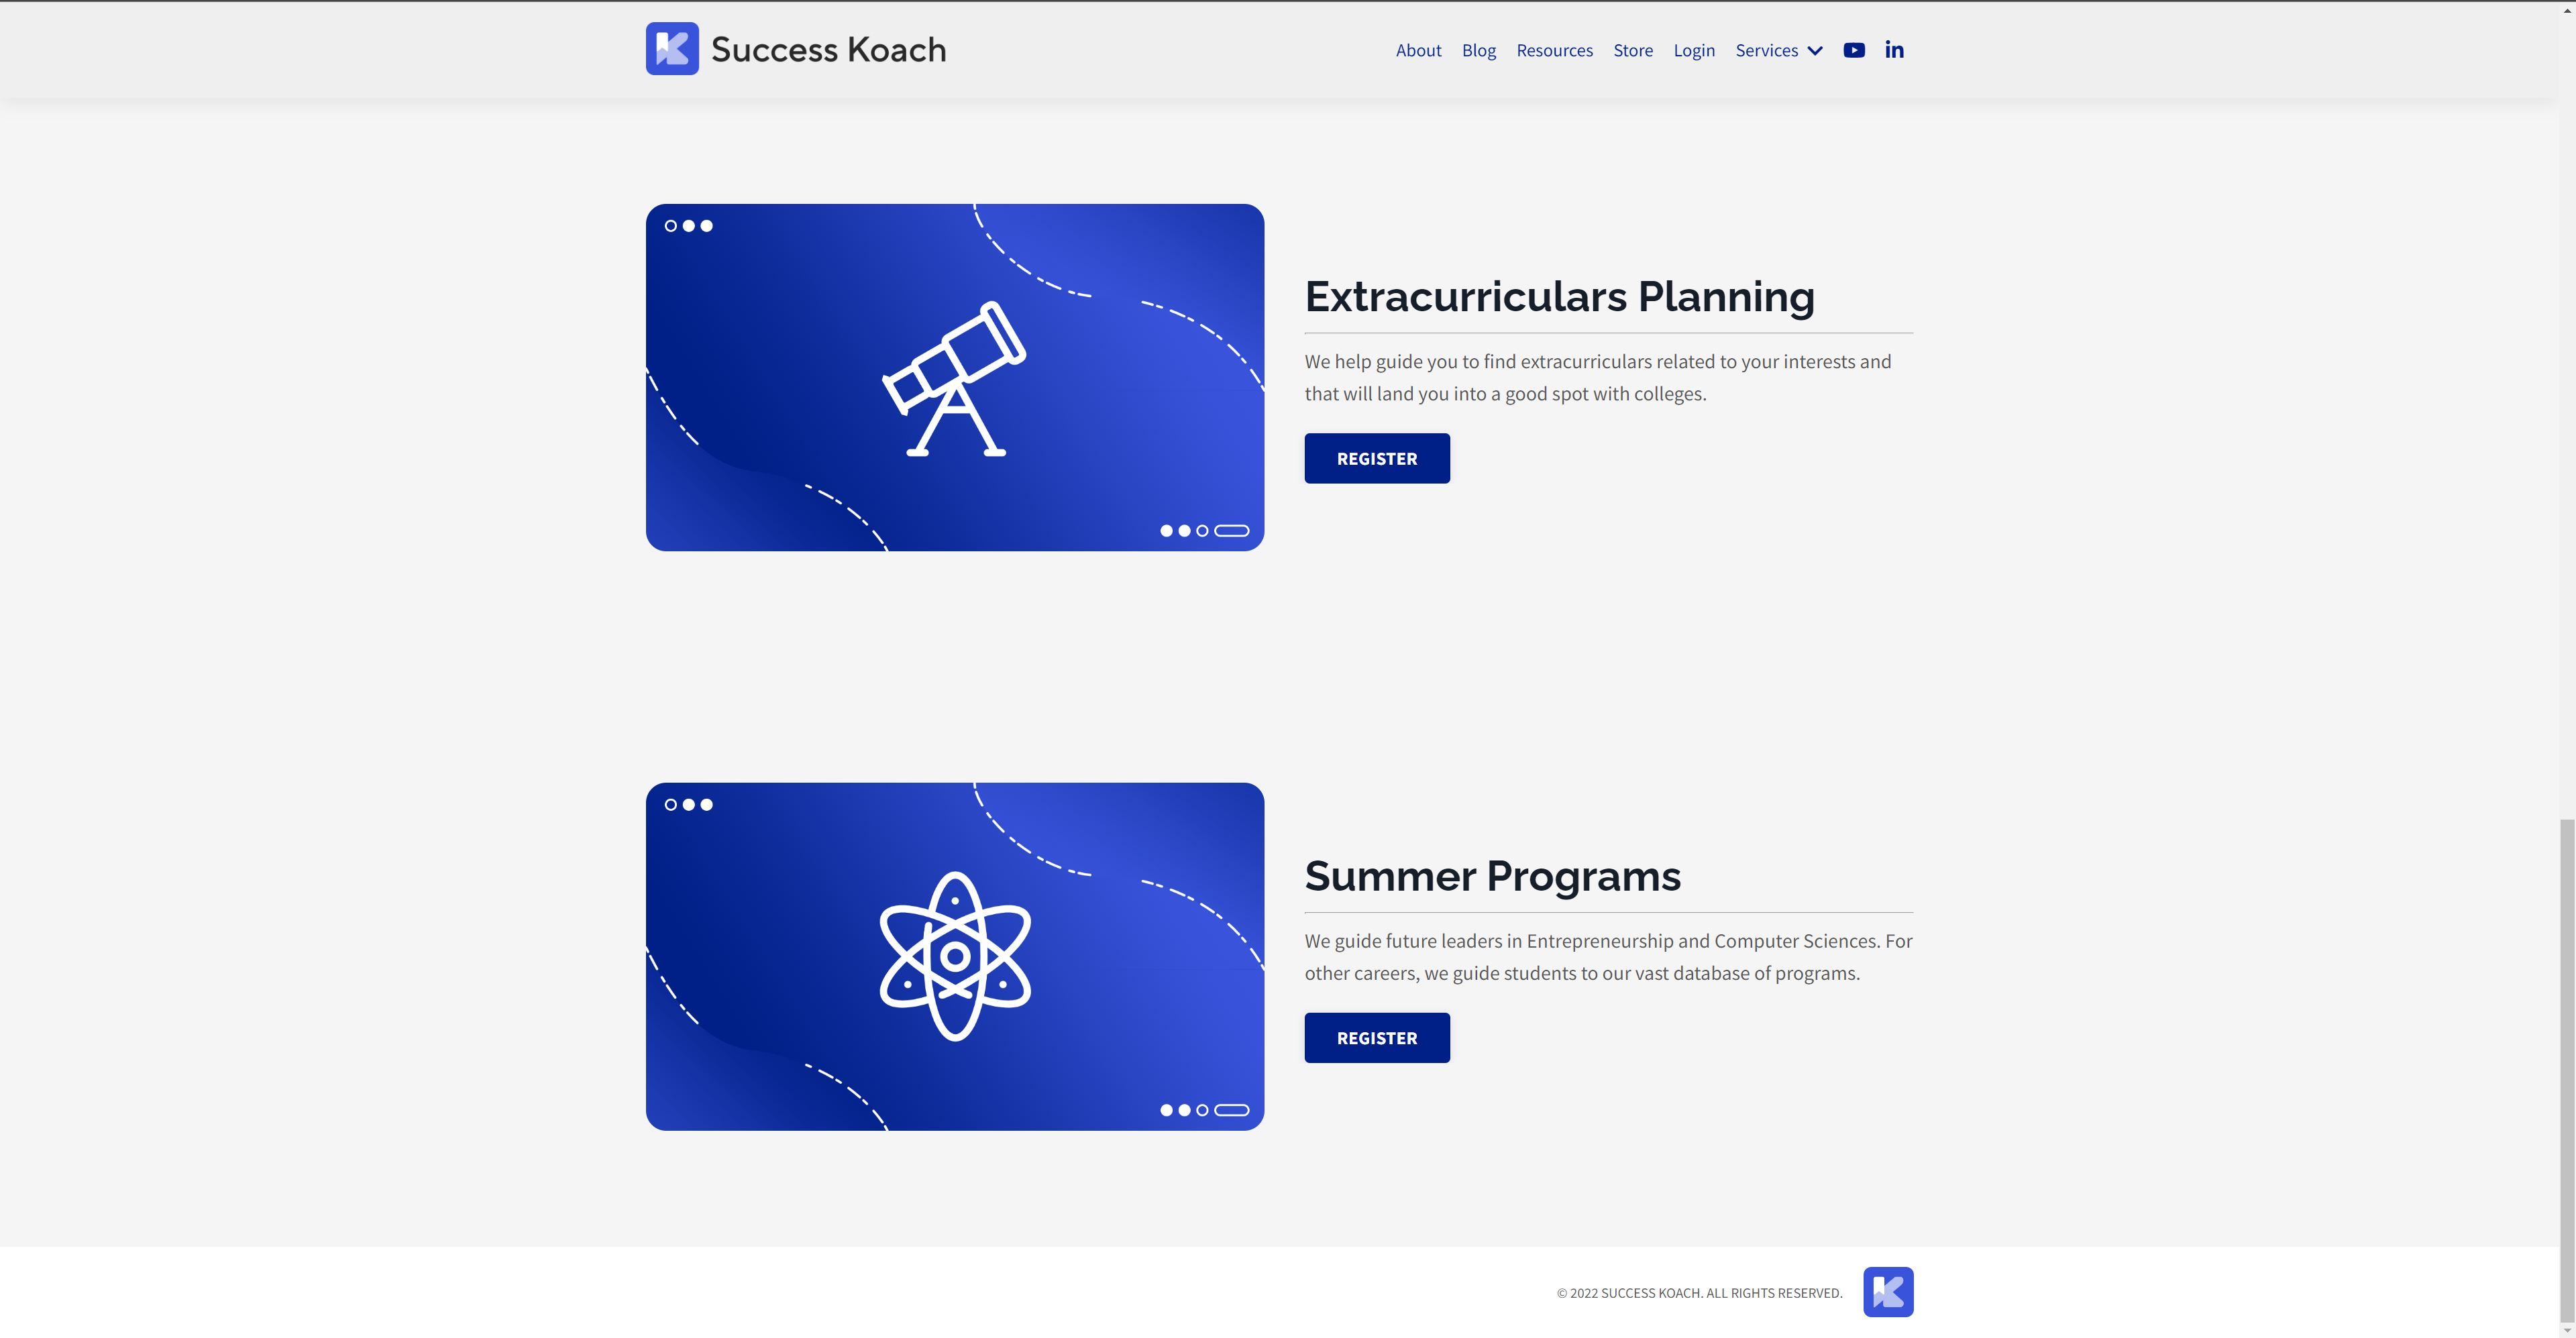 Success Koach
About Blog Resources Store Login Services
Extracurriculars Planning
We help guide you to find extracurriculars related to your interests and
that will land you into a good spot with colleges.
REGISTER
Summer Programs
We guide future leaders in Entrepreneurship and Computer Sciences. For
other careers, we guide students to our vast database of programs.
REGISTER
© 2022 SUCCESS KOACH. ALL RIGHTS RESERVED.